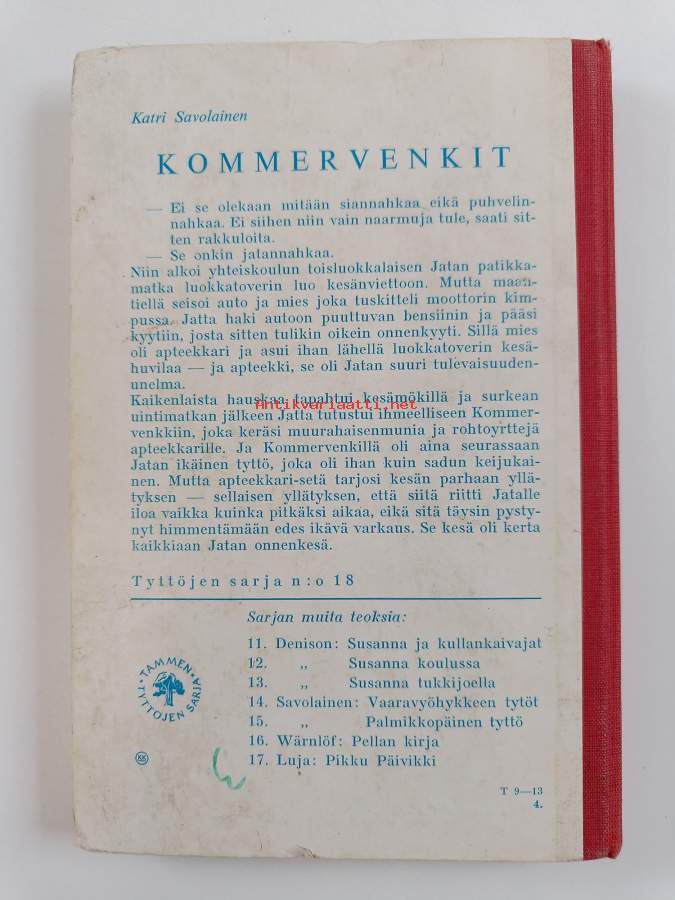 Katri Savolainen
KOMMERVENKIT
— Ei se olekaan mitään siannahkaa eikä puhvelin-
nahkaa. Ei siihen niin vain naarmuja tule, saati sit-
ten rakkuloita.
— Se onkin jatannahkaa.
Niin alkoi yhteiskoulun toisluokkalaisen Jatan patikka-
matka luokkatoverin luo kesänviettoon. Mutta maan-
tiellä seisoi auto ja mies joka tuskitteli moottorin kim-
pussa. Jatta haki autoon puuttuvan bensiinin ja pääsi
kyytiin, josta sitten tulikin oikein onnenkyyti. Sillä mies
oli apteekkari ja asui ihan lähellä luokkatoverin kesä-
huvilaa — ja apteekki, se oli Jatan suuri tulevaisuuden-
unelma.
Kaikenlaista hauskaa tapahtui kesämökillä ja surkean
Antikvariaatti.net
uintimatkan jälkeen Jatta tutustui ihmeelliseen Kommer-
venkkiin, joka keräsi muurahaisenmunia ja rohtoyrttejä
apteekkarille. Ja Kommervenkillä oli aina seurassaan
Jatan ikäinen tyttö, joka oli ihan kuin sadun keijukai-
nen. Mutta apteekkari-setä tarjosi kesän parhaan yllä-
tyksen — sellaisen yllätyksen, että siitä riitti Jatalle
iloa vaikka kuinka pitkäksi aikaa, eikä sitä täysin pysty-
nyt himmentämään edes ikävä varkaus. Se kesä oli kerta
kaikkiaan Jatan onnenkesä.
Tyttöjen sarja n:o 18
Sarjan muita teoksia:
11. Denison: Susanna ja kullankaivajat
12. „ Susanna koulussa
13. „ Susanna tukkijoella
14. Savolainen: Vaaravyöhykkeen tytöt
15. „ Palmikkopäinen tyttö
16. Wärnlöf: Pellan kirja
17. Luja: Pikku Päivikki
TAMMEN
TYTTÖJEN SARJA
KK
T 9—13
4.